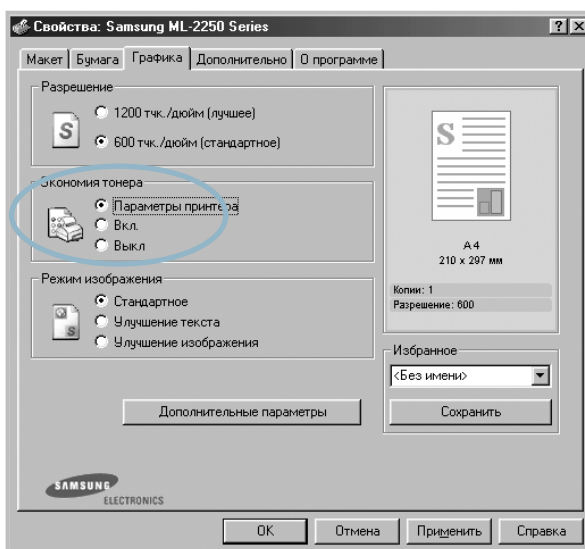 Свойства: Samsung ML-2250 Series
Макет Бумага Графика Дополнительно О программе
Разрешение
1200 тчк./дюйм (лучшее)
600 тчк./дюйм (стандартное)
Экономия тонера
Параметры принтера
Вкл.
Выкл
Режим изображения
Стандартное
Улучшение текста
Улучшение изображения
Дополнительные параметры
A4
210 x 297 мм
Копии: 1
Разрешение: 600
Избранное
<Без имени>
Сохранить
SAMSUNG
ELECTRONICS
OK Отмена Применить Справка